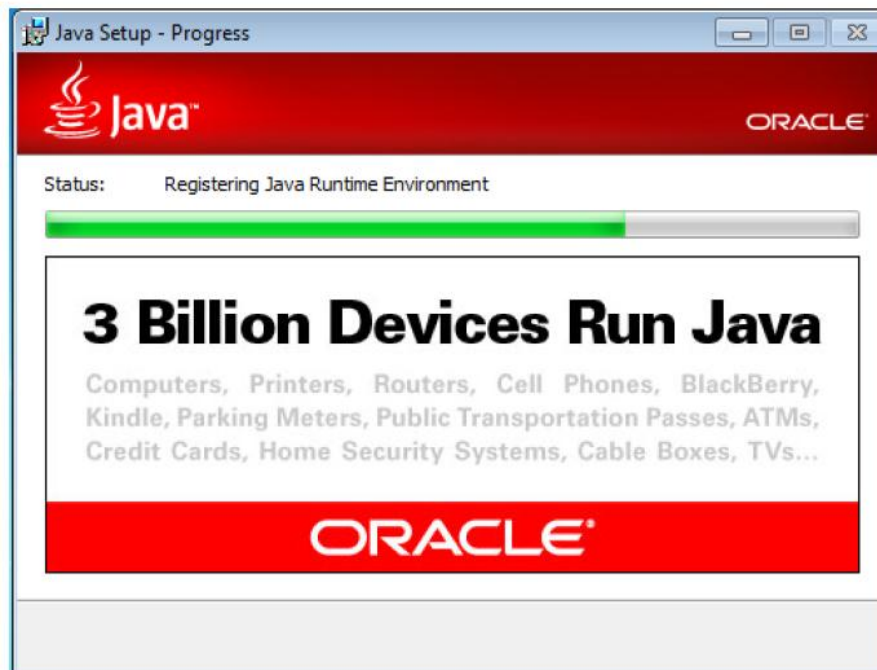 Java Setup - Progress
Java™
ORACLE
Status: Registering Java Runtime Environment
3 Billion Devices Run Java
Computers, Printers, Routers, Cell Phones, BlackBerry,
Kindle, Parking Meters, Public Transportation Passes, ATMs,
Credit Cards, Home Security Systems, Cable Boxes, TVs...
ORACLE®